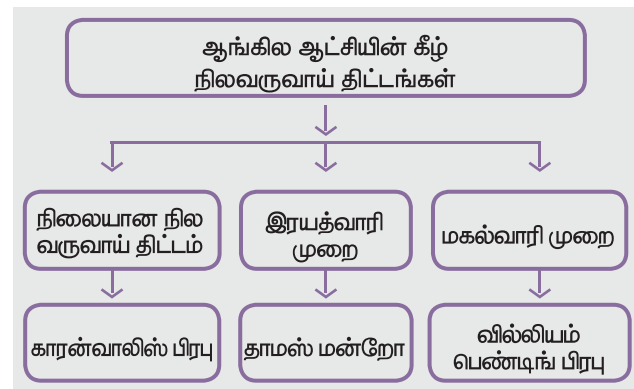 ஆங்கில ஆட்சியின் கீழ்
நிலவருவாய் திட்டங்கள்
நிலையான நில
வருவாய் திட்டம்
இரயத்வாரி
முறை
மகல்வாரி முறை
காரன்வாலிஸ் பிரபு
தாமஸ் மன்றோ
வில்லியம்
பெண்டிங் பிரபு